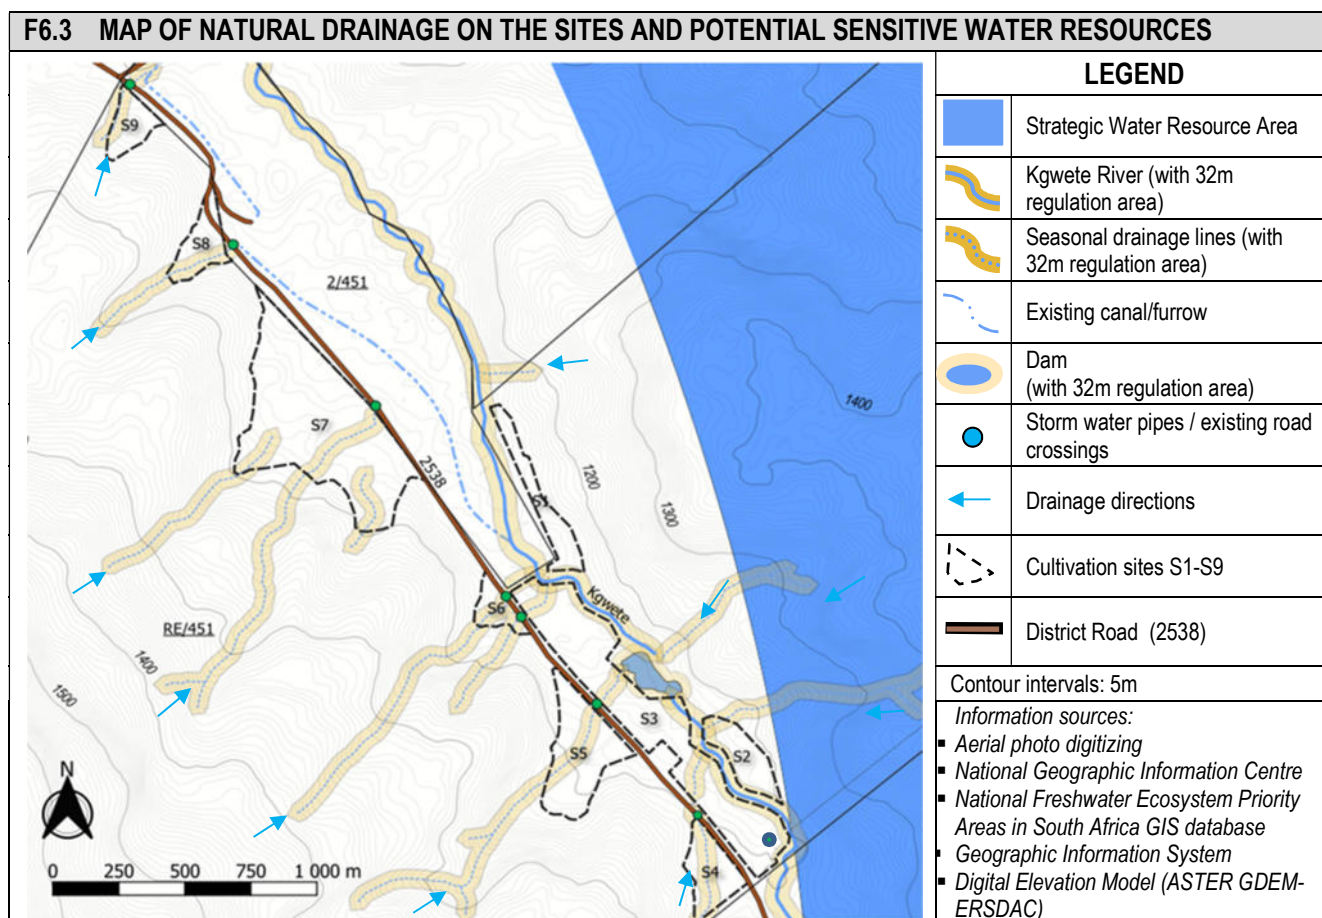 F6.3 MAP OF NATURAL DRAINAGE ON THE SITES AND POTENTIAL SENSITIVE WATER RESOURCES
S9
S8
2/451
S7
2538
1400
1200
1300
S6
Kgwete
RE/451
1400
1500
S3
S5
S2
S4
N
0 250 500 750 1 000 m
LEGEND
Strategic Water Resource Area
Kgwete River (with 32m
regulation area)
Seasonal drainage lines (with
32m regulation area)
Existing canal/furrow
Dam
(with 32m regulation area)
Storm water pipes / existing road
crossings
Drainage directions
Cultivation sites S1-S9
District Road (2538)
Contour intervals: 5m
Information sources:
▪ Aerial photo digitizing
▪ National Geographic Information Centre
▪ National Freshwater Ecosystem Priority
Areas in South Africa GIS database
▪ Geographic Information System
▪ Digital Elevation Model (ASTER GDEM-
ERSDAC)